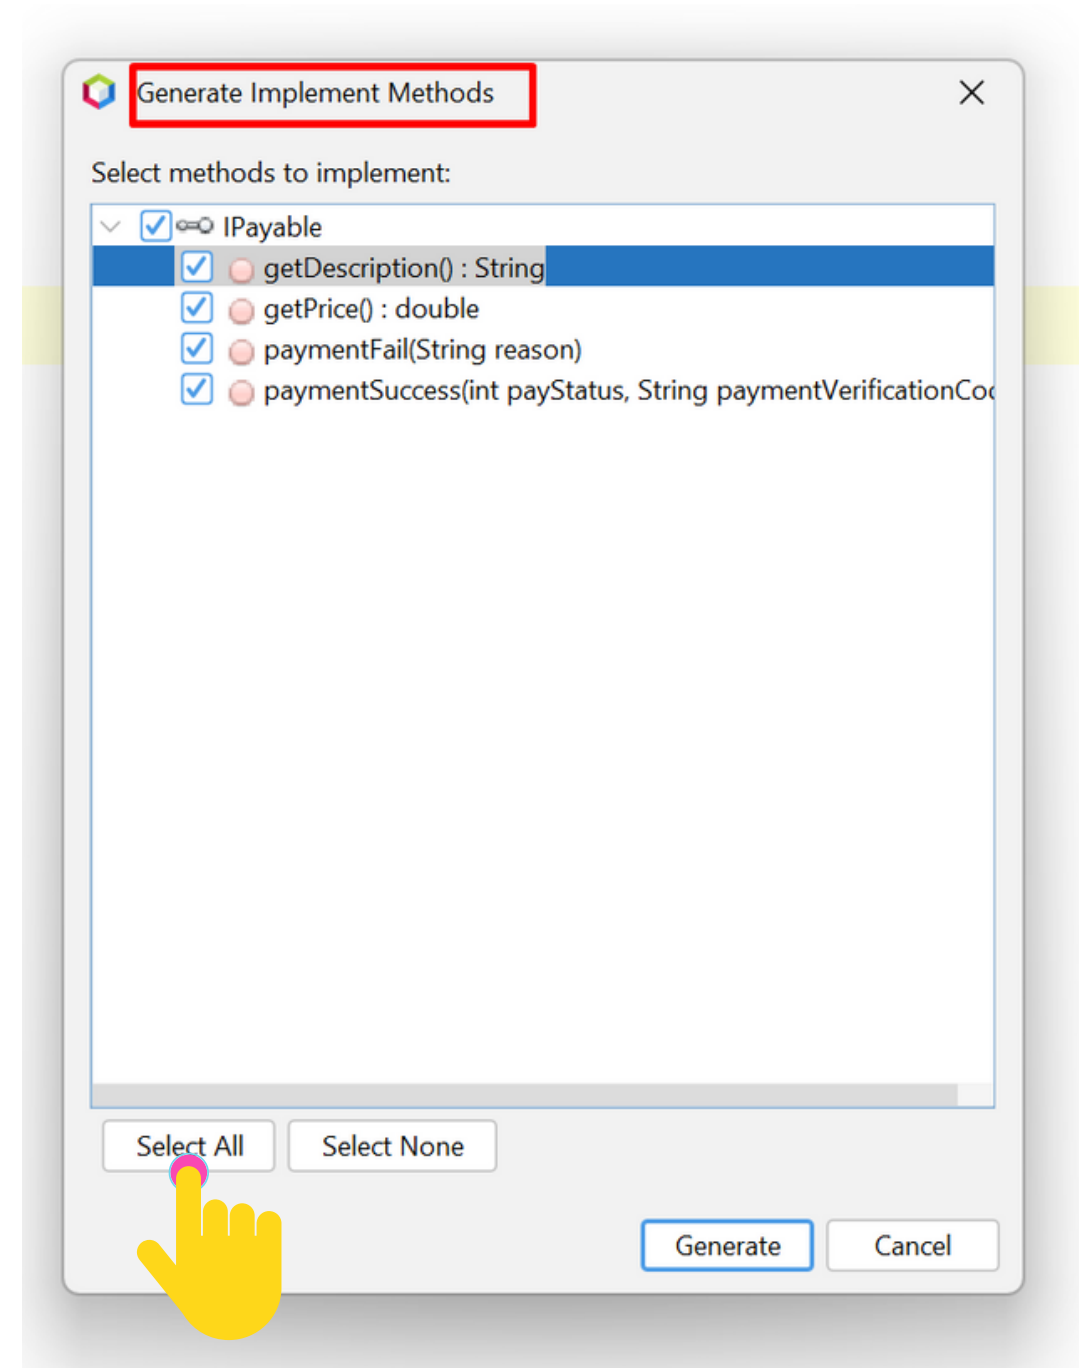 Generate Implement Methods
Select methods to implement:
IPayable
getDescription() : String
getPrice() : double
paymentFail(String reason)
paymentSuccess(int payStatus, String
Select All
Select None
Generate
Cancel